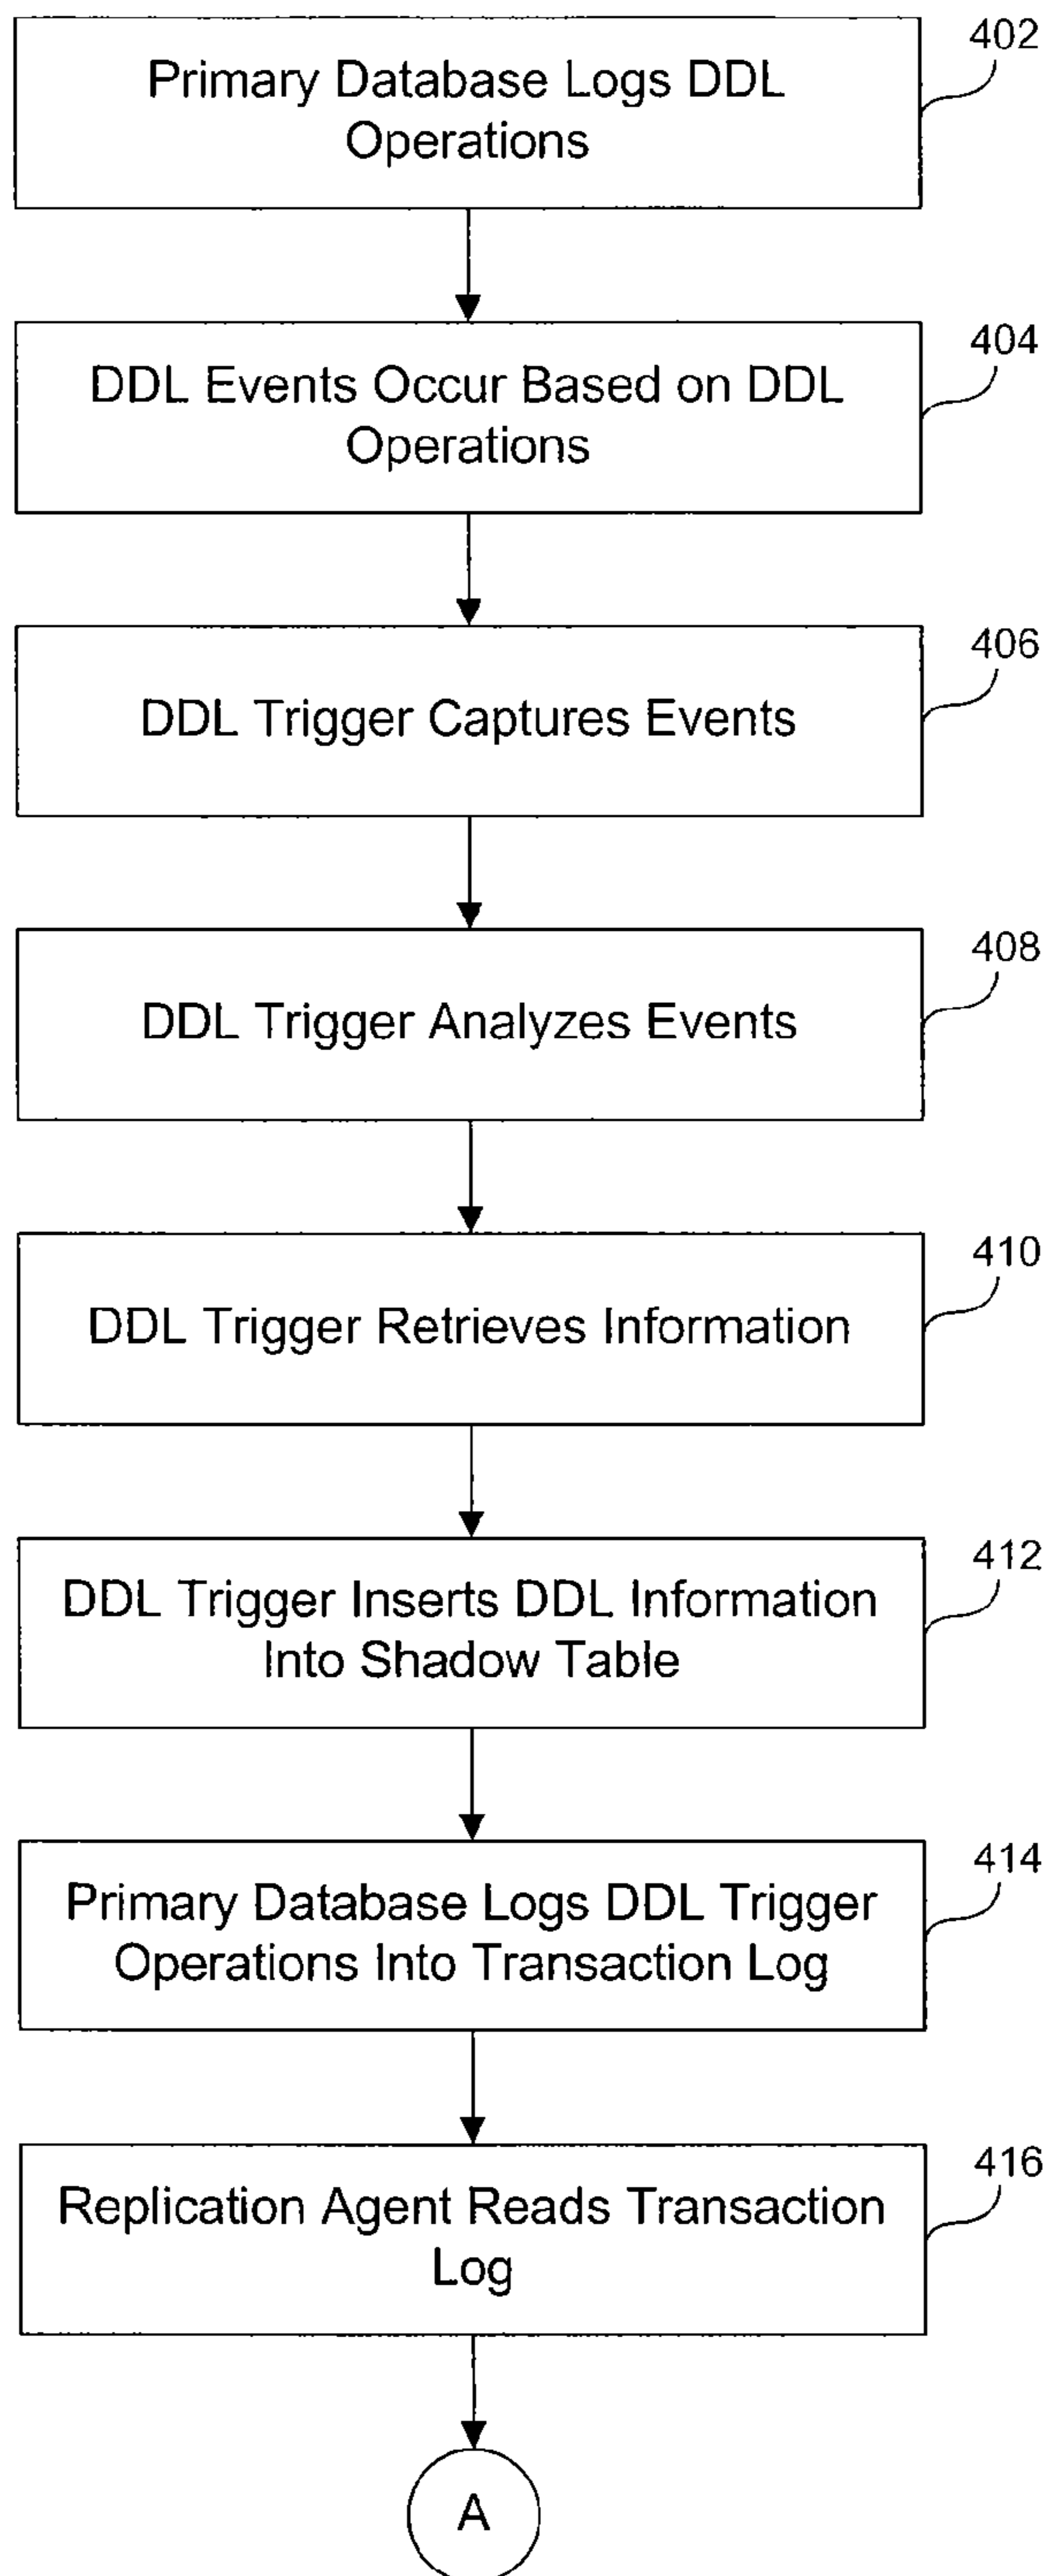 402
Primary Database Logs DDL
Operations
404
DDL Events Occur Based on DDL
Operations
406
DDL Trigger Captures Events
408
DDL Trigger Analyzes Events
410
DDL Trigger Retrieves Information
412
DDL Trigger Inserts DDL Information
Into Shadow Table
414
Primary Database Logs DDL Trigger
Operations Into Transaction Log
416
Replication Agent Reads Transaction
Log
A